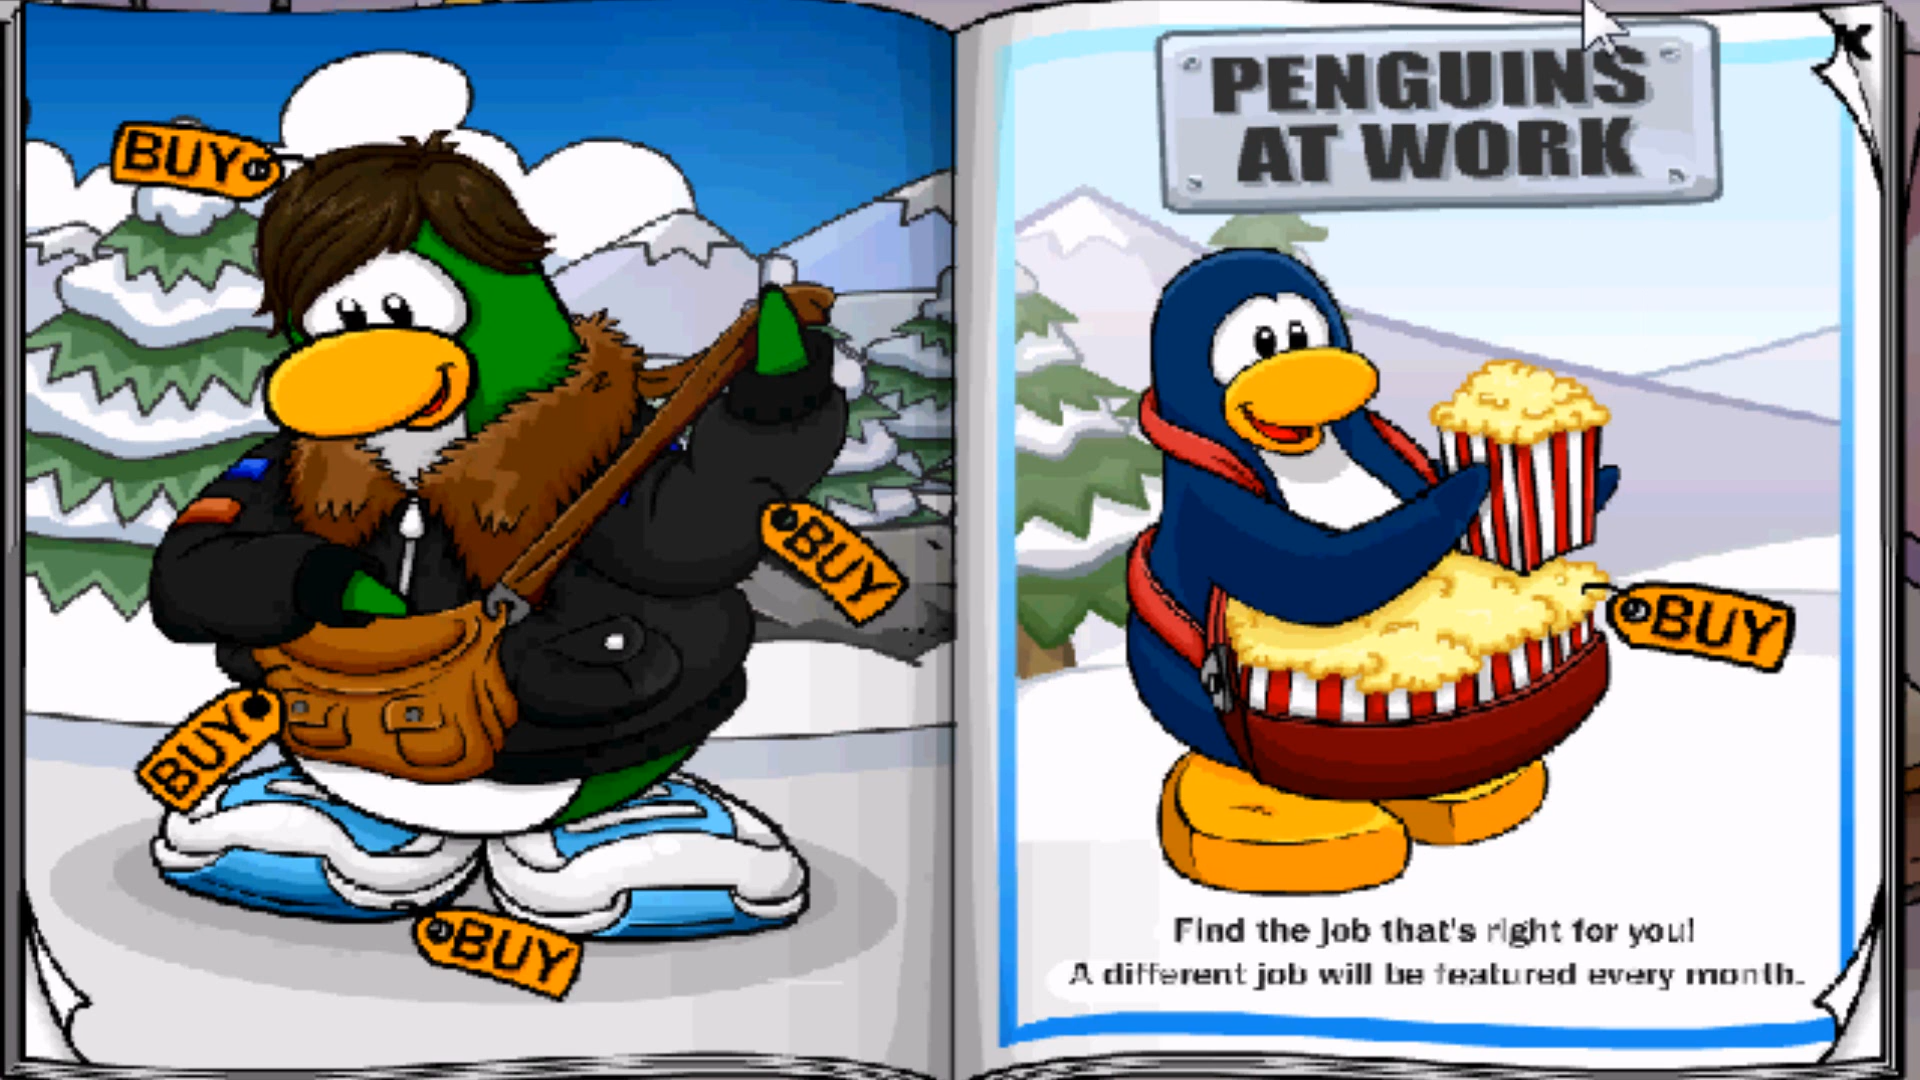 BUY
BUY
BUY
BUY
PENGUINS
AT WORK
BUY
Find the job that's right for you!
A different job will be featured every month.